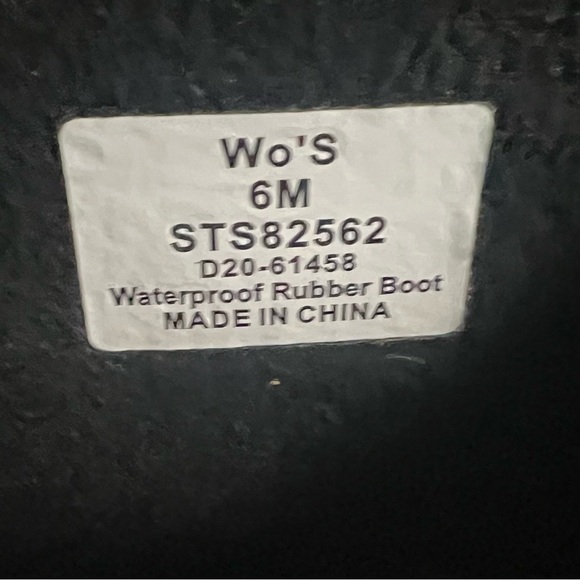 Wo'S
6M
STS82562
D20-61458
Waterproof Rubber Boot
MADE IN CHINA